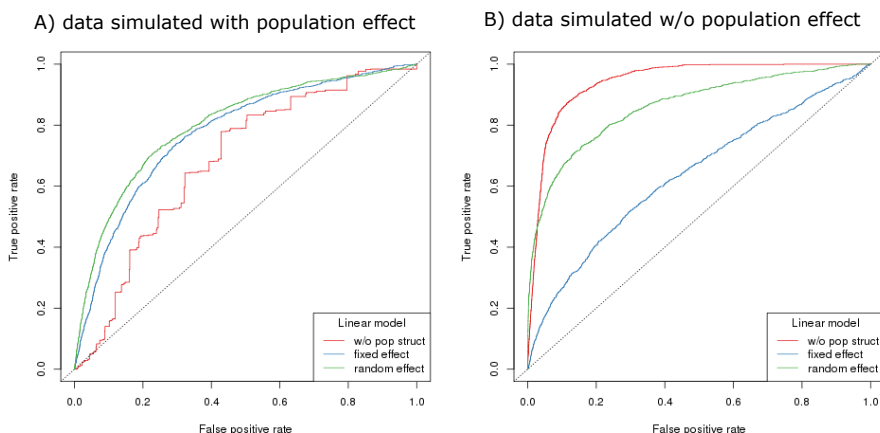 A) data simulated with population effect
True positive rate
1.0
0.8
0.6
0.4
0.2
0.0
0.0 0.2 0.4 0.6 0.8 1.0
False positive rate
Linear model
w/o pop struct
fixed effect
random effect
B) data simulated w/o population effect
True positive rate
1.0
0.8
0.6
0.4
0.2
0.0
0.0 0.2 0.4 0.6 0.8 1.0
False positive rate
Linear model
w/o pop struct
fixed effect
random effect